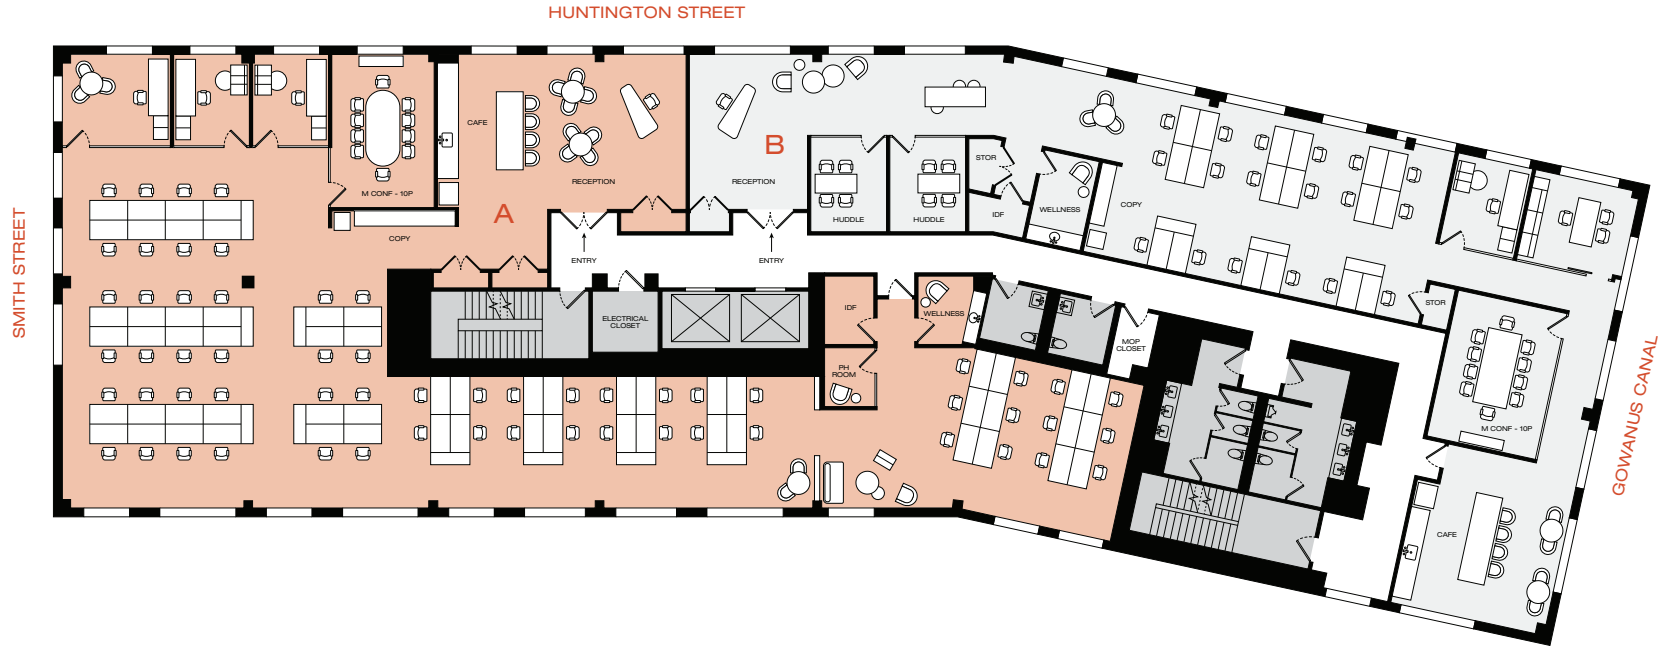 HUNTINGTON STREET
SMITH STREET
GOWANUS CANAL
A
B
CAFE
RECEPTION
M CONF - 10P
COPY
RECEPTION
HUDDLE
HUDDLE
STOR
IDF
WELLNESS
COPY
ENTRY
ENTRY
ELECTRICAL
CLOSET
IDF
WELLNESS
PH
ROOM
MOP
CLOSET
STOR
M CONF - 10P
CAFE